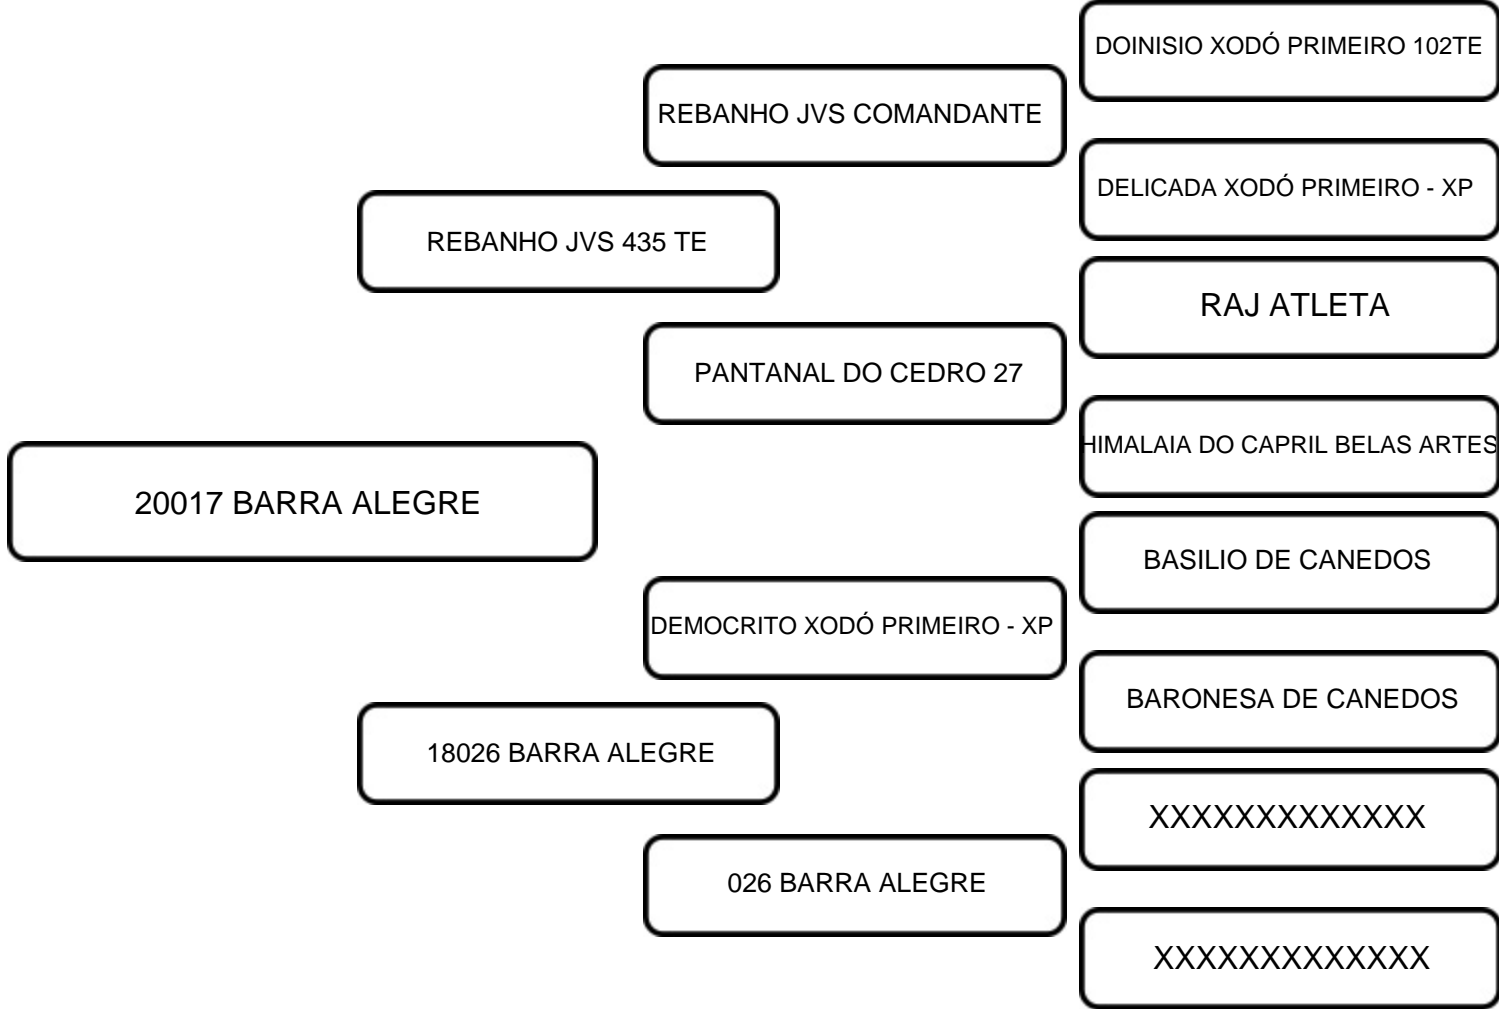 DOINISIO XODÓ PRIMEIRO 102TE
REBANHO JVS COMANDANTE
DELICADA XODÓ PRIMEIRO - XP
REBANHO JVS 435 TE
RAJ ATLETA
PANTANAL DO CEDRO 27
HIMALAIA DO CAPRIL BELAS ARTES
20017 BARRA ALEGRE
BASILIO DE CANEDOS
DEMOCRITO XODÓ PRIMEIRO - XP
BARONESA DE CANEDOS
18026 BARRA ALEGRE
XXXXXXXXXXXXX
026 BARRA ALEGRE
XXXXXXXXXXXXX